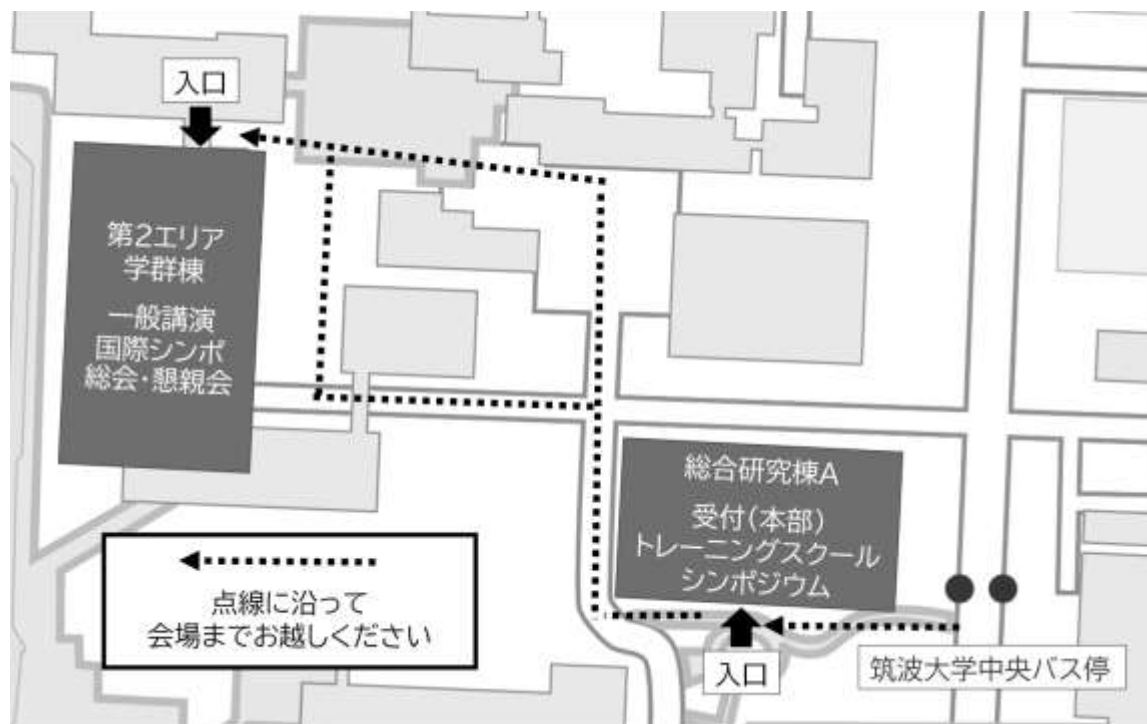 入口
第2エリア
学群棟
一般講演
国際シンポ
総会・懇親会
総合研究棟A
受付(本部)
トレーニングスクール
シンポジウム
点線に沿って
会場までお越しください
入口
筑波大学中央バス停